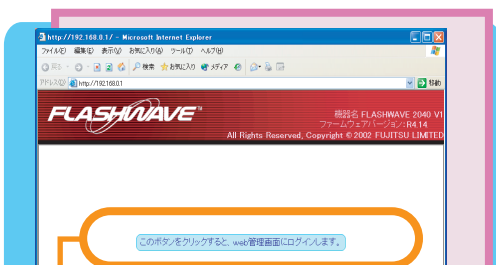 http://192.168.0.1/ - Microsoft Internet Explorer
ファイル(F) 編集(E) 表示(V) お気に入り(A) ツール(T) ヘルプ(H)
戻る 検索 お気に入り メディア
アドレス(D) http://192.168.0.1 移動
FLASHWAVE™
機器名 FLASHWAVE 2040 V1
ファームウェアバージョン：R4.14
All Rights Reserved, Copyright © 2002 FUJITSU LIMITED
このボタンをクリックすると、web管理画面にログインします。